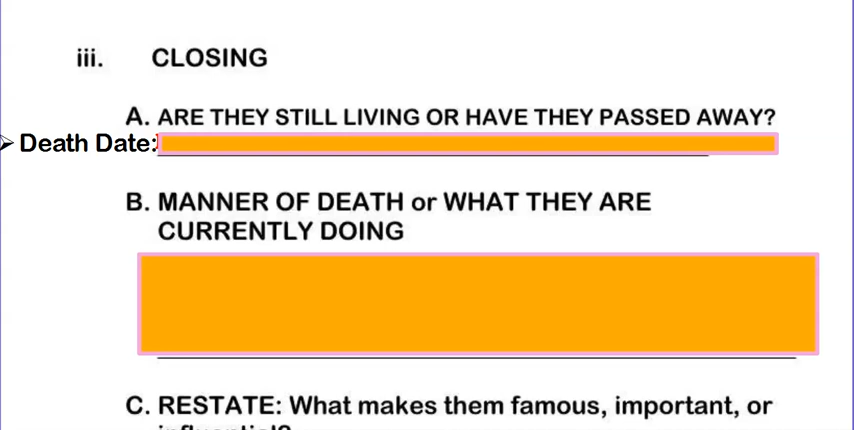 iii. CLOSING
A. ARE THEY STILL LIVING OR HAVE THEY PASSED AWAY?
➢ Death Date:
B. MANNER OF DEATH or WHAT THEY ARE
CURRENTLY DOING
C. RESTATE: What makes them famous, important, or
influential?